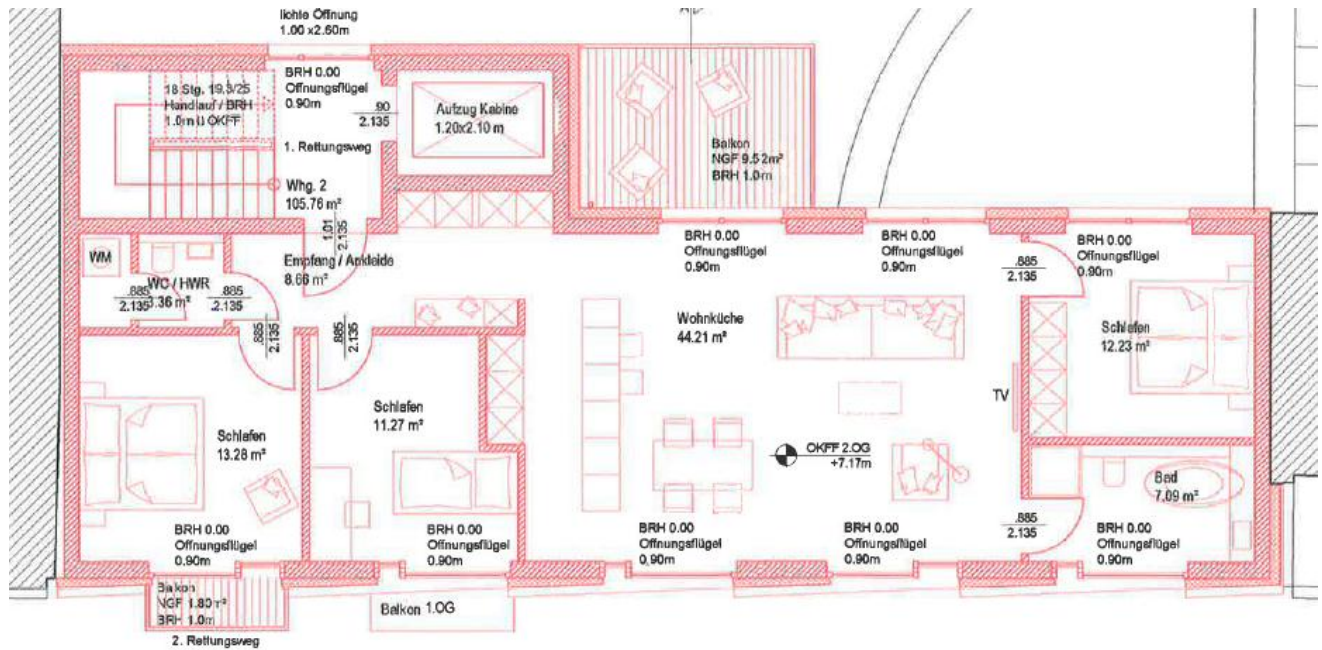 lichte Öffnung
1.00 x2.60m
BRH 0.00
Öffnungsflügel
0.90m
18 Stg. 19,3/25
Handlauf / BRH
1.0m ü OKFF
.90
2.135
Aufzug Kabine
1.20x2.10 m
1. Rettungsweg
Balkon
NGF 9.52m²
BRH 1.0m
Whg. 2
105.76 m²
1.01
2.135
WM
WC / HWR
3.36 m²
Empfang / Ankleide
8.66 m²
.885
2.135
.885
2.135
.885
2.135
.885
2.135
BRH 0.00
Öffnungsflügel
0.90m
BRH 0.00
Öffnungsflügel
0.90m
.885
2.135
BRH 0.00
Öffnungsflügel
0.90m
Wohnküche
44.21 m²
Schlafen
12.23 m²
TV
Schlafen
13.28 m²
Schlafen
11.27 m²
OKFF 2.OG
+7.17m
Bad
7.09 m²
BRH 0.00
Öffnungsflügel
0.90m
BRH 0.00
Öffnungsflügel
0.90m
BRH 0.00
Öffnungsflügel
0.90m
BRH 0.00
Öffnungsflügel
0.90m
.885
2.135
BRH 0.00
Öffnungsflügel
0.90m
Balkon
NGF 1.80m²
BRH 1.0m
Balkon 1.OG
2. Rettungsweg